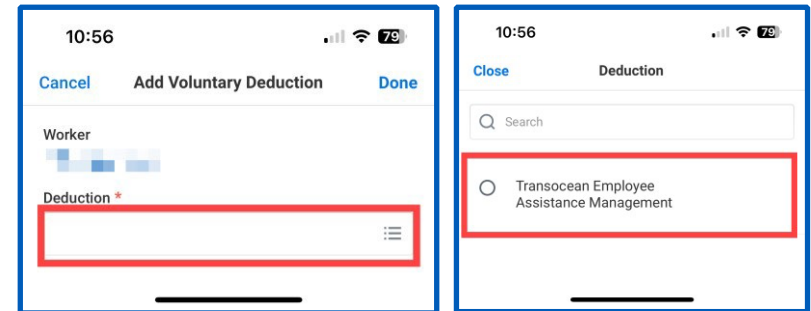 10:56
79
Cancel
Add Voluntary Deduction
Done
Worker
Deduction *
10:56
79
Close
Deduction
Search
Transocean Employee
Assistance Management